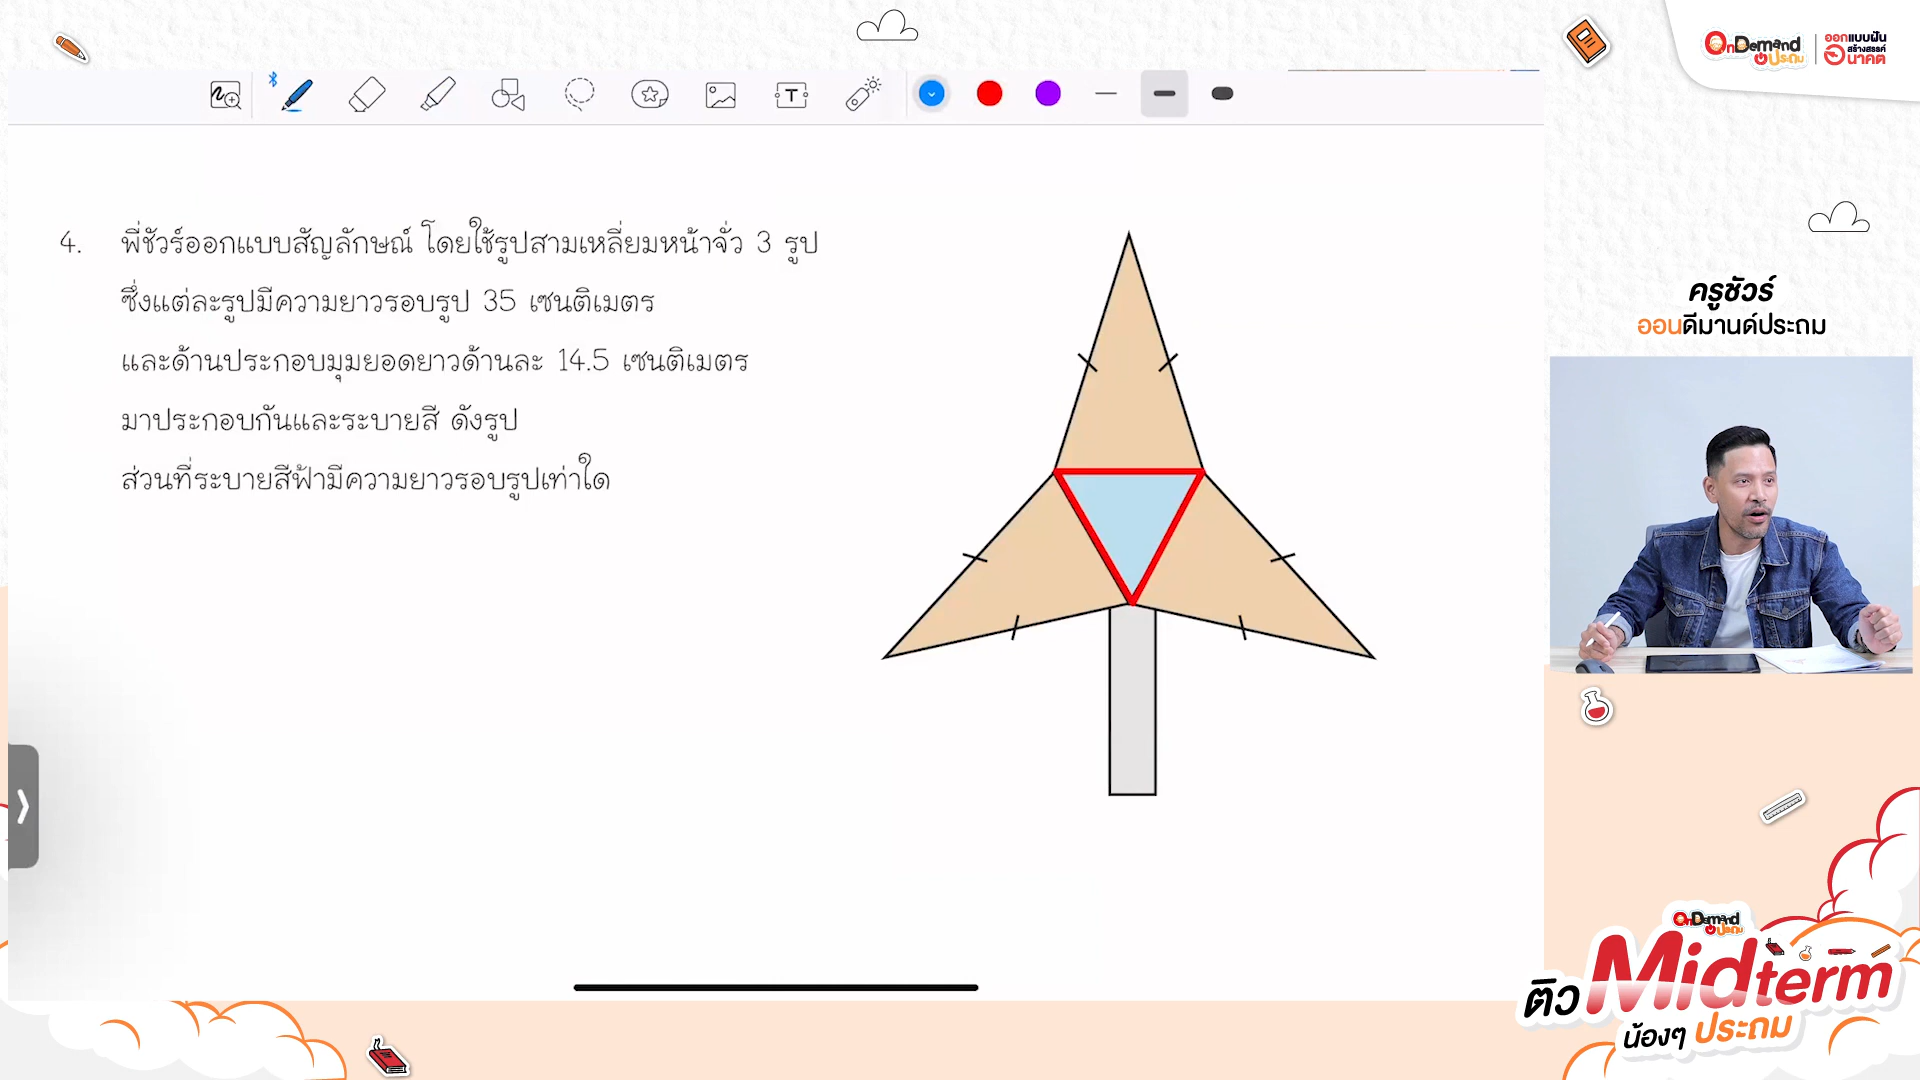 OnDemand ประถม
ออกแบบฝัน
สร้างสรรค์
อนาคต
T
4. พี่ชัวร์ออกแบบสัญลักษณ์ โดยใช้รูปสามเหลี่ยมหน้าจั่ว 3 รูป
ซึ่งแต่ละรูปมีความยาวรอบรูป 35 เซนติเมตร
และด้านประกอบมุมยอดยาวด้านละ 14.5 เซนติเมตร
มาประกอบกันและระบายสี ดังรูป
ส่วนที่ระบายสีฟ้ามีความยาวรอบรูปเท่าใด
ครูชัวร์
ออนดีมานด์ประถม
OnDemand ประถม
ติว Midterm
น้องๆ ประถม